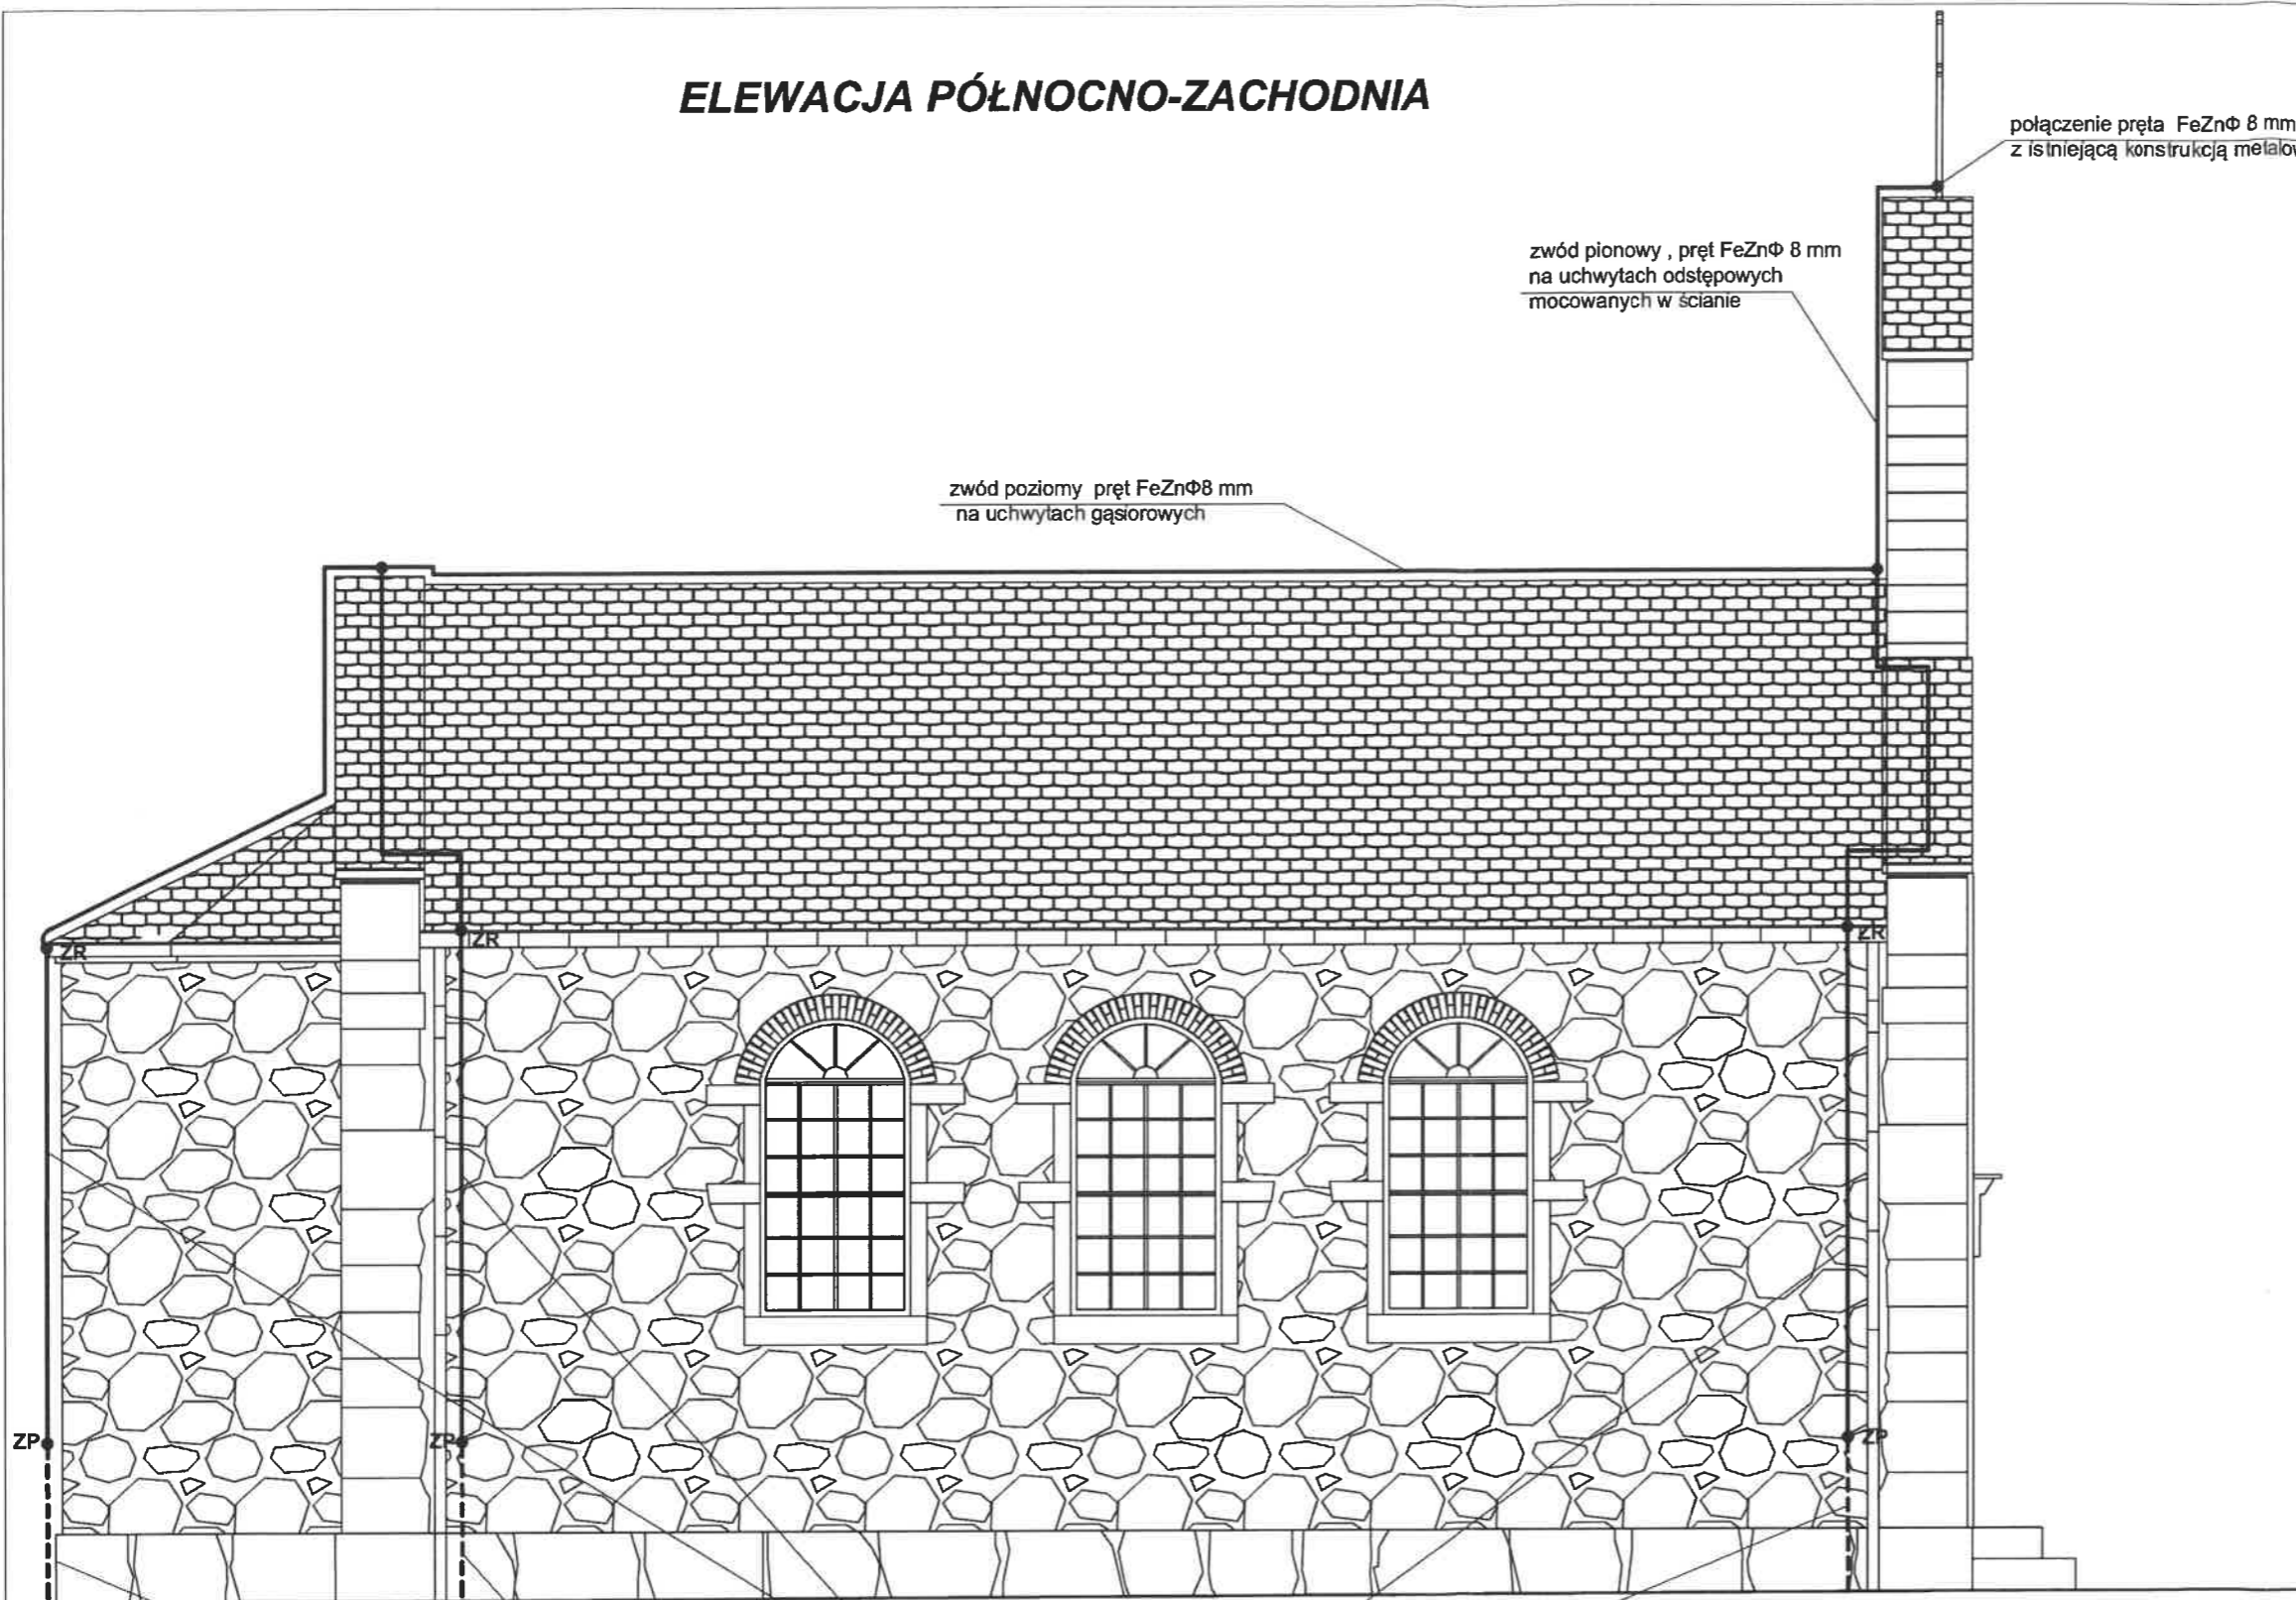 ELEWACJA PÓŁNOCNO-ZACHODNIA
połączenie pręta FeZnΦ 8 mm
z istniejącą konstrukcją
zwód pionowy , pręt FeZnΦ 8 mm
na uchwytach odstępowych
mocowanych w ścianie
zwód poziomy pręt FeZnΦ8 mm
na uchwytach gąsiorowych
ZR
ZR
ZR
ZP
ZP
ZP